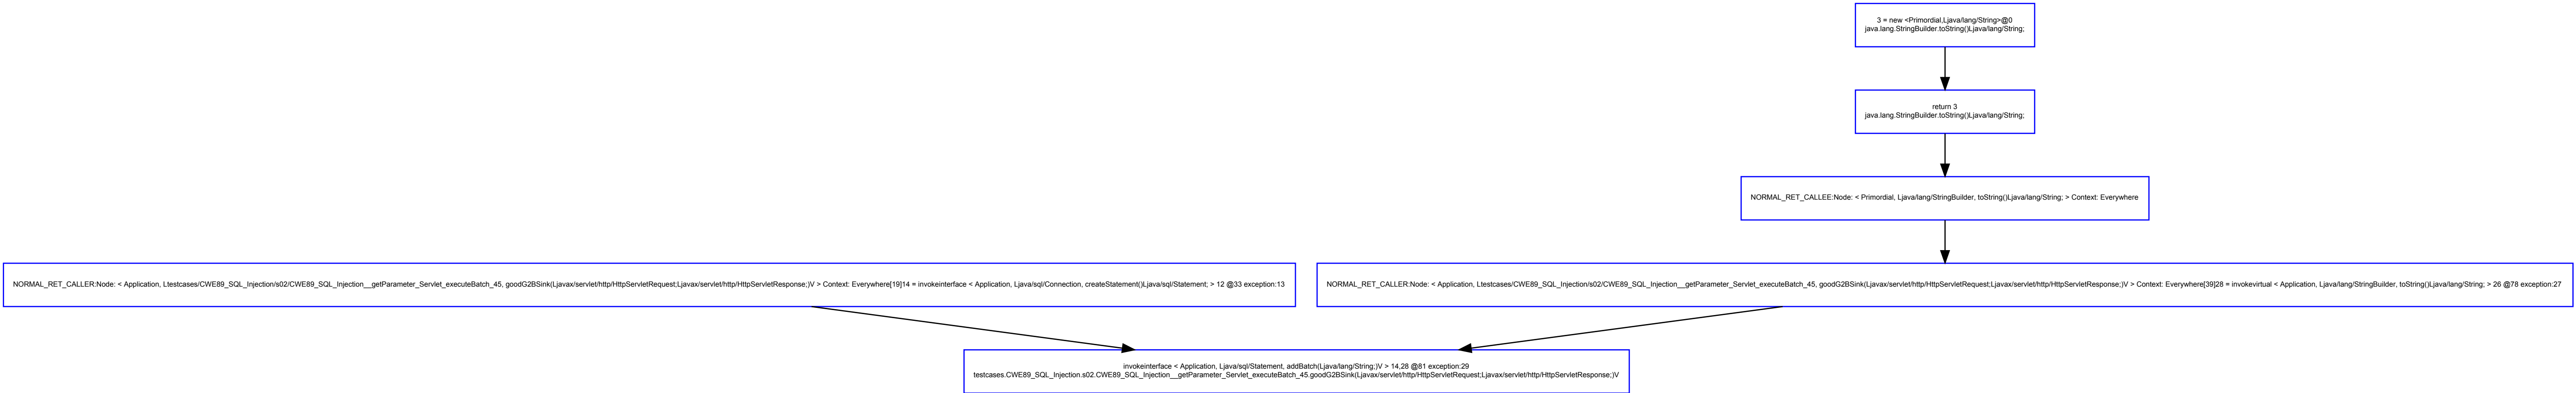 3 = new <Primordial,Ljava/lang/String>@0
java.lang.StringBuilder.toString()Ljava/lang/String;
return 3
java.lang.StringBuilder.toString()Ljava/lang/String;
NORMAL_RET_CALLEE:Node: < Primordial, Ljava/lang/StringBuilder, toString()Ljava/lang/String; > Context: Everywhere
NORMAL_RET_CALLER:Node: < Application, Ltestcases/CWE89_SQL_Injection/s02/CWE89_SQL_Injection__getParameter_Servlet_executeBatch_45, goodG2BSink(Ljavax/servlet/http/HttpServletRequest;Ljavax/servlet/http/HttpServletResponse;)V > Context: Everywhere[19]14 = invokeinterface < Application, Ljava/sql/Connection, createStatement()Ljava/sql/Statement; > 12 @33 exception:13
NORMAL_RET_CALLER:Node: < Application, Ltestcases/CWE89_SQL_Injection/s02/CWE89_SQL_Injection__getParameter_Servlet_executeBatch_45, goodG2BSink(Ljavax/servlet/http/HttpServletRequest;Ljavax/servlet/http/HttpServletResponse;)V > Context: Everywhere[39]28 = invokevirtual < Application, Ljava/lang/StringBuilder, toString()Ljava/lang/String; > 26 @78 exception:27
invokeinterface < Application, Ljava/sql/Statement, addBatch(Ljava/lang/String;)V > 14,28 @81 exception:29
testcases.CWE89_SQL_Injection.s02.CWE89_SQL_Injection__getParameter_Servlet_executeBatch_45.goodG2BSink(Ljavax/servlet/http/HttpServletRequest;Ljavax/servlet/http/HttpServletResponse;)V